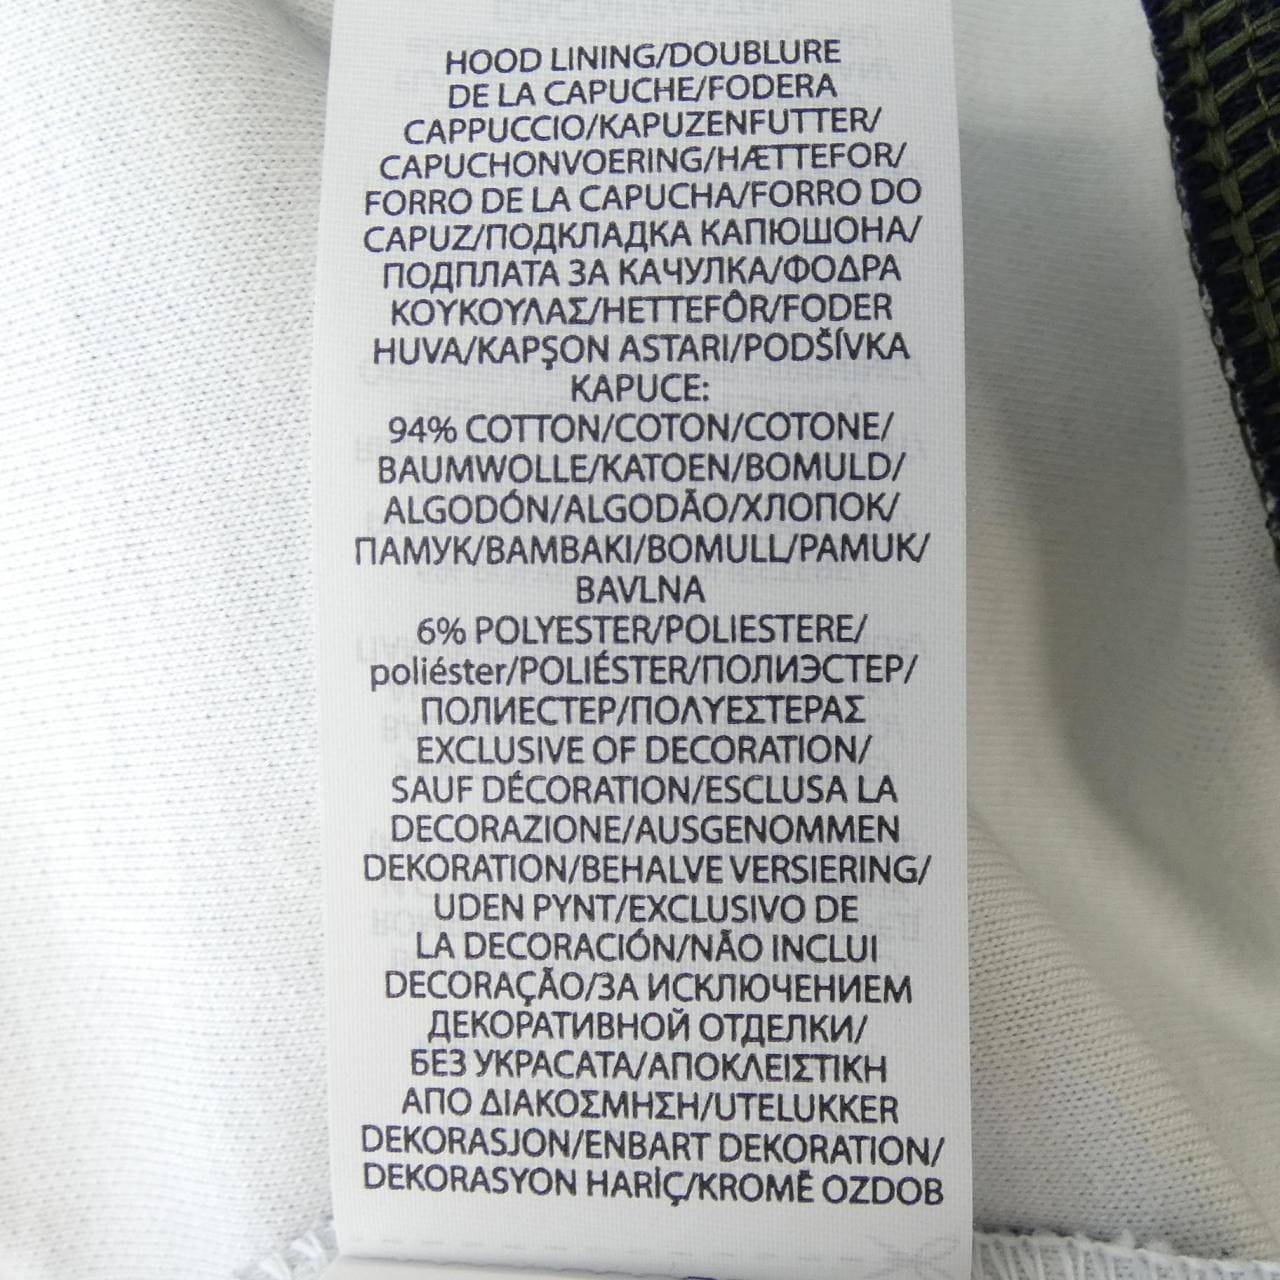 HOOD LINING/DOUBLURE
DE LA CAPUCHE/FODERA
CAPPUCCIO/KAPUZENFUTTER/
CAPUCHONVOERING/HÆTTEFOR/
FORRO DE LA CAPUCHA/FORRO DO
CAPUZ/ПОДКЛАДКА КАПЮШОНА/
ПОДПЛАТА ЗА КАЧУЛКА/ΦΟΔΡΑ
ΚΟΥΚΟΥΛΑΣ/HETTEFÔR/FODER
HUVA/KAPŞON ASTARI/PODŠÍVKA
KAPUCE:
94% COTTON/COTON/COTONE/
BAUMWOLLE/KATOEN/BOMULD/
ALGODÓN/ALGODÃO/ХЛОПОК/
ПАМУК/ΒΑΜΒΑΚΙ/BOMULL/PAMUK/
BAVLNA
6% POLYESTER/POLIESTERE/
poliéster/POLIÉSTER/ПОЛИЭСТЕР/
ПОЛИЕСТЕР/ΠΟΛΥΕΣΤΕΡΑΣ
EXCLUSIVE OF DECORATION/
SAUF DÉCORATION/ESCLUSA LA
DECORAZIONE/AUSGENOMMEN
DEKORATION/BEHALVE VERSIERING/
UDEN PYNT/EXCLUSIVO DE
LA DECORACIÓN/NÃO INCLUI
DECORAÇÃO/ЗА ИСКЛЮЧЕНИЕМ
ДЕКОРАТИВНОЙ ОТДЕЛКИ/
БЕЗ УКРАСАТА/ΑΠΟΚΛΕΙΣΤΙΚΗ
ΑΠΟ ΔΙΑΚΟΣΜΗΣΗ/UTELUKKER
DEKORASJON/ENBART DEKORATION/
DEKORASYON HARİÇ/KROMĚ OZDOB